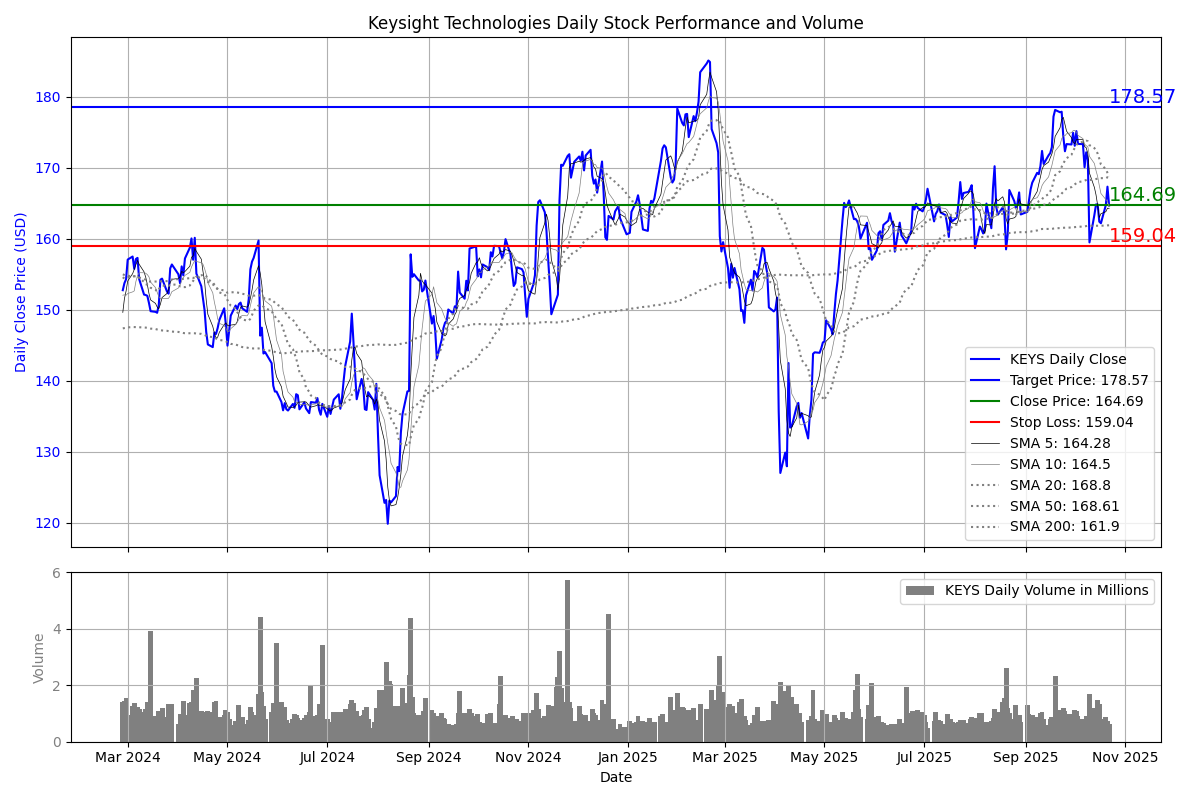 Keysight Technologies Daily Stock Performance and Volume
Daily Close Price (USD)
180
170
160
150
140
130
120
178.57
164.69
159.04
KEYS Daily Close
Target Price: 178.57
Close Price: 164.69
Stop Loss: 159.04
SMA 5: 164.28
SMA 10: 164.5
SMA 20: 168.8
SMA 50: 168.61
SMA 200: 161.9
Volume
6
4
2
0
KEYS Daily Volume in Millions
Mar 2024 May 2024 Jul 2024 Sep 2024 Nov 2024 Jan 2025 Mar 2025 May 2025 Jul 2025 Sep 2025 Nov 2025
Date